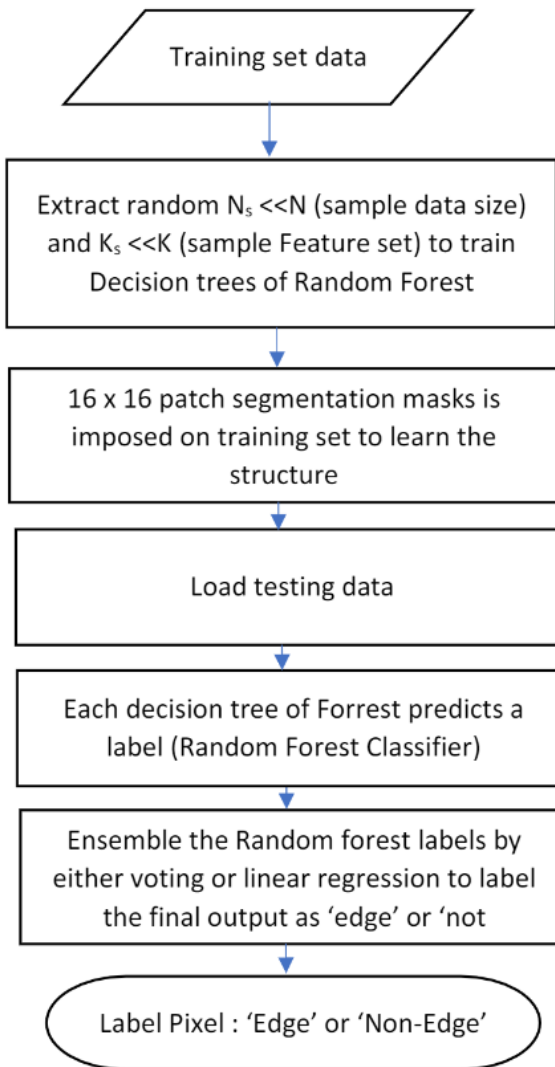 Training set data
Extract random Nₛ <<N (sample data size)
and Kₛ <<K (sample Feature set) to train
Decision trees of Random Forest
16 x 16 patch segmentation masks is
imposed on training set to learn the
structure
Load testing data
Each decision tree of Forrest predicts a
label (Random Forest Classifier)
Ensemble the Random forest labels by
either voting or linear regression to label
the final output as ‘edge’ or ‘not
Label Pixel : ‘Edge’ or ‘Non-Edge’